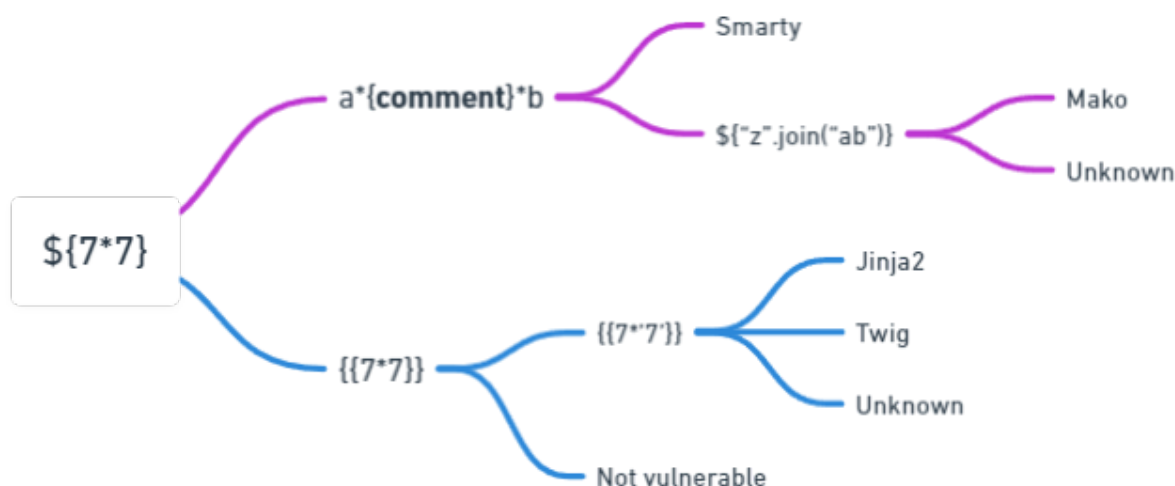 Smarty
a*{comment}*b
Mako
${"z".join("ab")}
Unknown
${7*7}
Jinja2
{{7*'7'}}
Twig
{{7*7}}
Unknown
Not vulnerable